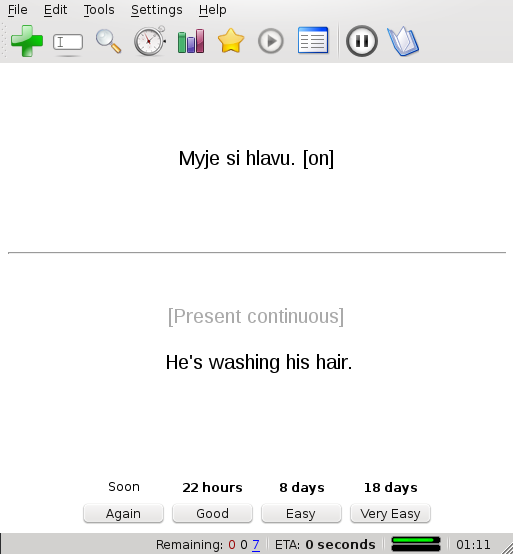 File Edit Tools Settings Help
Myje si hlavu. [on]
[Present continuous]
He's washing his hair.
Soon 22 hours 8 days 18 days
Again Good Easy Very Easy
Remaining: 0 0 7 ETA: 0 seconds 01:11